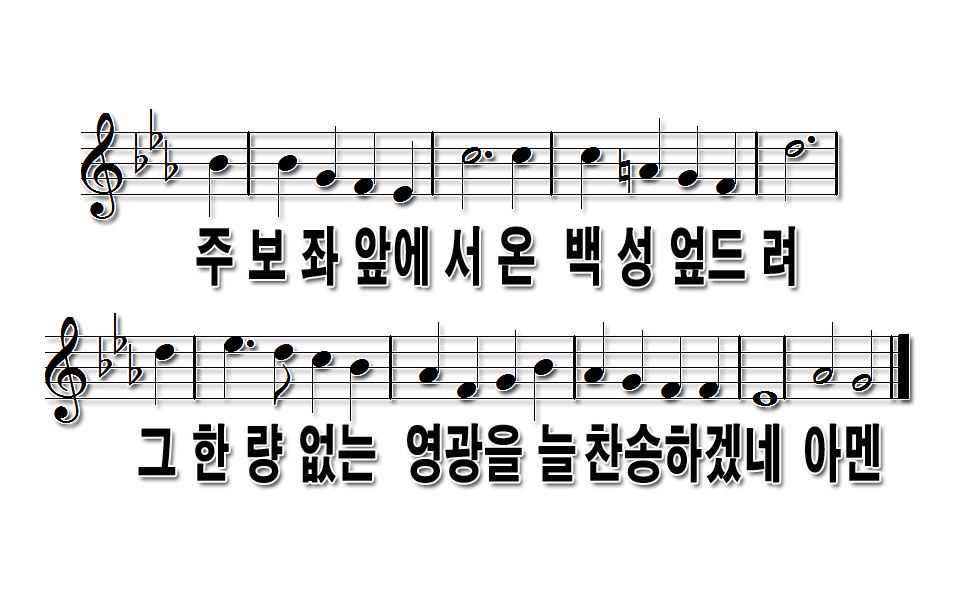 주 보 좌 앞에 서 온 백 성 엎드 려
그 한 량 없는 영광을 늘 찬송하겠네 아멘